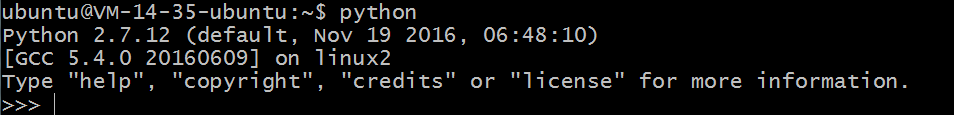 ubuntu@VM-14-35-ubuntu:~$ python
Python 2.7.12 (default, Nov 19 2016, 06:48:10)
[GCC 5.4.0 20160609] on linux2
Type "help", "copyright", "credits" or "license" for more information.
>>>